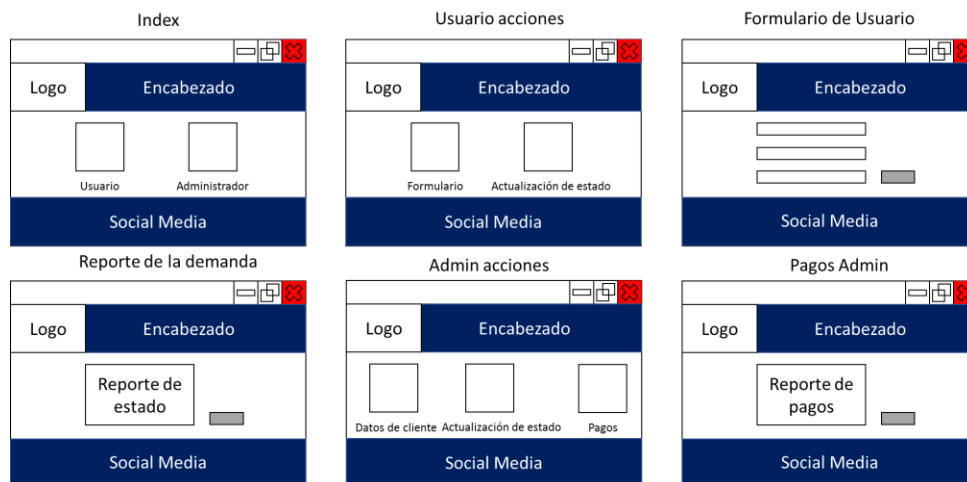 Index
Logo
Encabezado
Usuario
Administrador
Social Media
Usuario acciones
Logo
Encabezado
Formulario
Actualización de estado
Social Media
Formulario de Usuario
Logo
Encabezado
Social Media
Reporte de la demanda
Logo
Encabezado
Reporte de
estado
Social Media
Admin acciones
Logo
Encabezado
Datos de cliente
Actualización de estado
Pagos
Social Media
Pagos Admin
Logo
Encabezado
Reporte de
pagos
Social Media